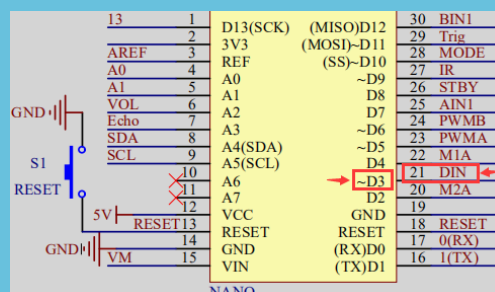 13 1 D13(SCK) (MISO)D12 30 BIN1
2 3V3 (MOSI)~D11 29 Trig
AREF 3 REF (SS)~D10 28 MODE
A0 4 A0 ~D9 27 IR
A1 5 A1 D8 26 STBY
VOL 6 A2 D7 25 AIN1
Echo 7 A3 ~D6 24 PWMB
SDA 8 A4(SDA) ~D5 23 PWMA
SCL 9 A5(SCL) D4 22 M1A
10 A6 ~D3 21 DIN
11 A7 D2 20 M2A
5V 12 VCC GND 19
RESET 13 RESET RESET 18 RESET
GND 14 GND (RX)D0 17 0(RX)
VM 15 VIN (TX)D1 16 1(TX)
GND
S1
RESET
NANO